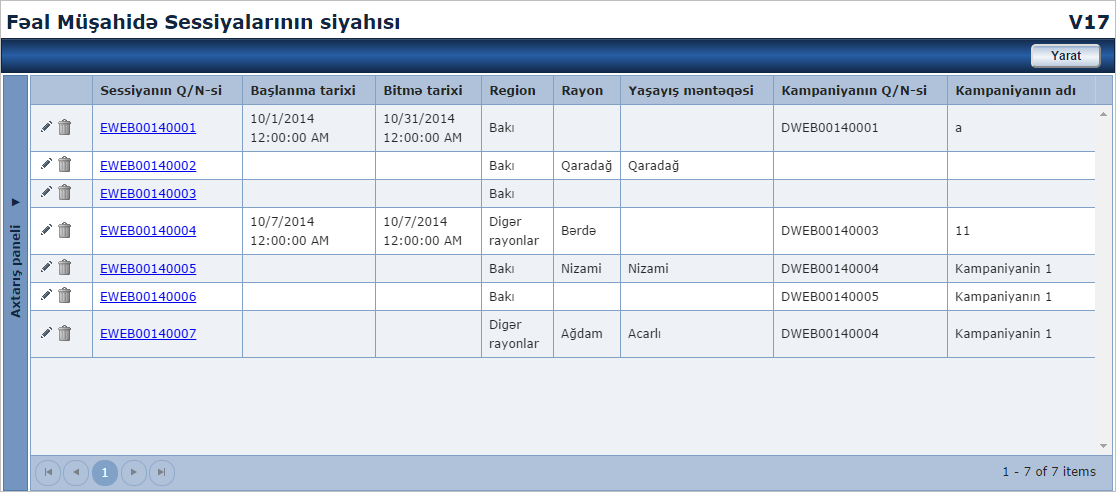 Fəal Müşahidə Sessiyalarının siyahısı V17
Yarat
Axtarış paneli
Sessiyanın Q/N-si Başlanma tarixi Bitmə tarixi Region Rayon Yaşayış məntəqəsi Kampaniyanın Q/N-si Kampaniyanın adı
EWEB00140001 10/1/2014 12:00:00 AM 10/31/2014 12:00:00 AM Bakı DWEB00140001 a
EWEB00140002 Bakı Qaradağ Qaradağ
EWEB00140003 Bakı
EWEB00140004 10/7/2014 12:00:00 AM 10/7/2014 12:00:00 AM Digər rayonlar Bərdə DWEB00140003 11
EWEB00140005 Bakı Nizami Nizami DWEB00140004 Kampaniyanin 1
EWEB00140006 Bakı DWEB00140005 Kampaniyanın 1
EWEB00140007 Digər rayonlar Ağdam Acarlı DWEB00140004 Kampaniyanin 1
1 1 - 7 of 7 items